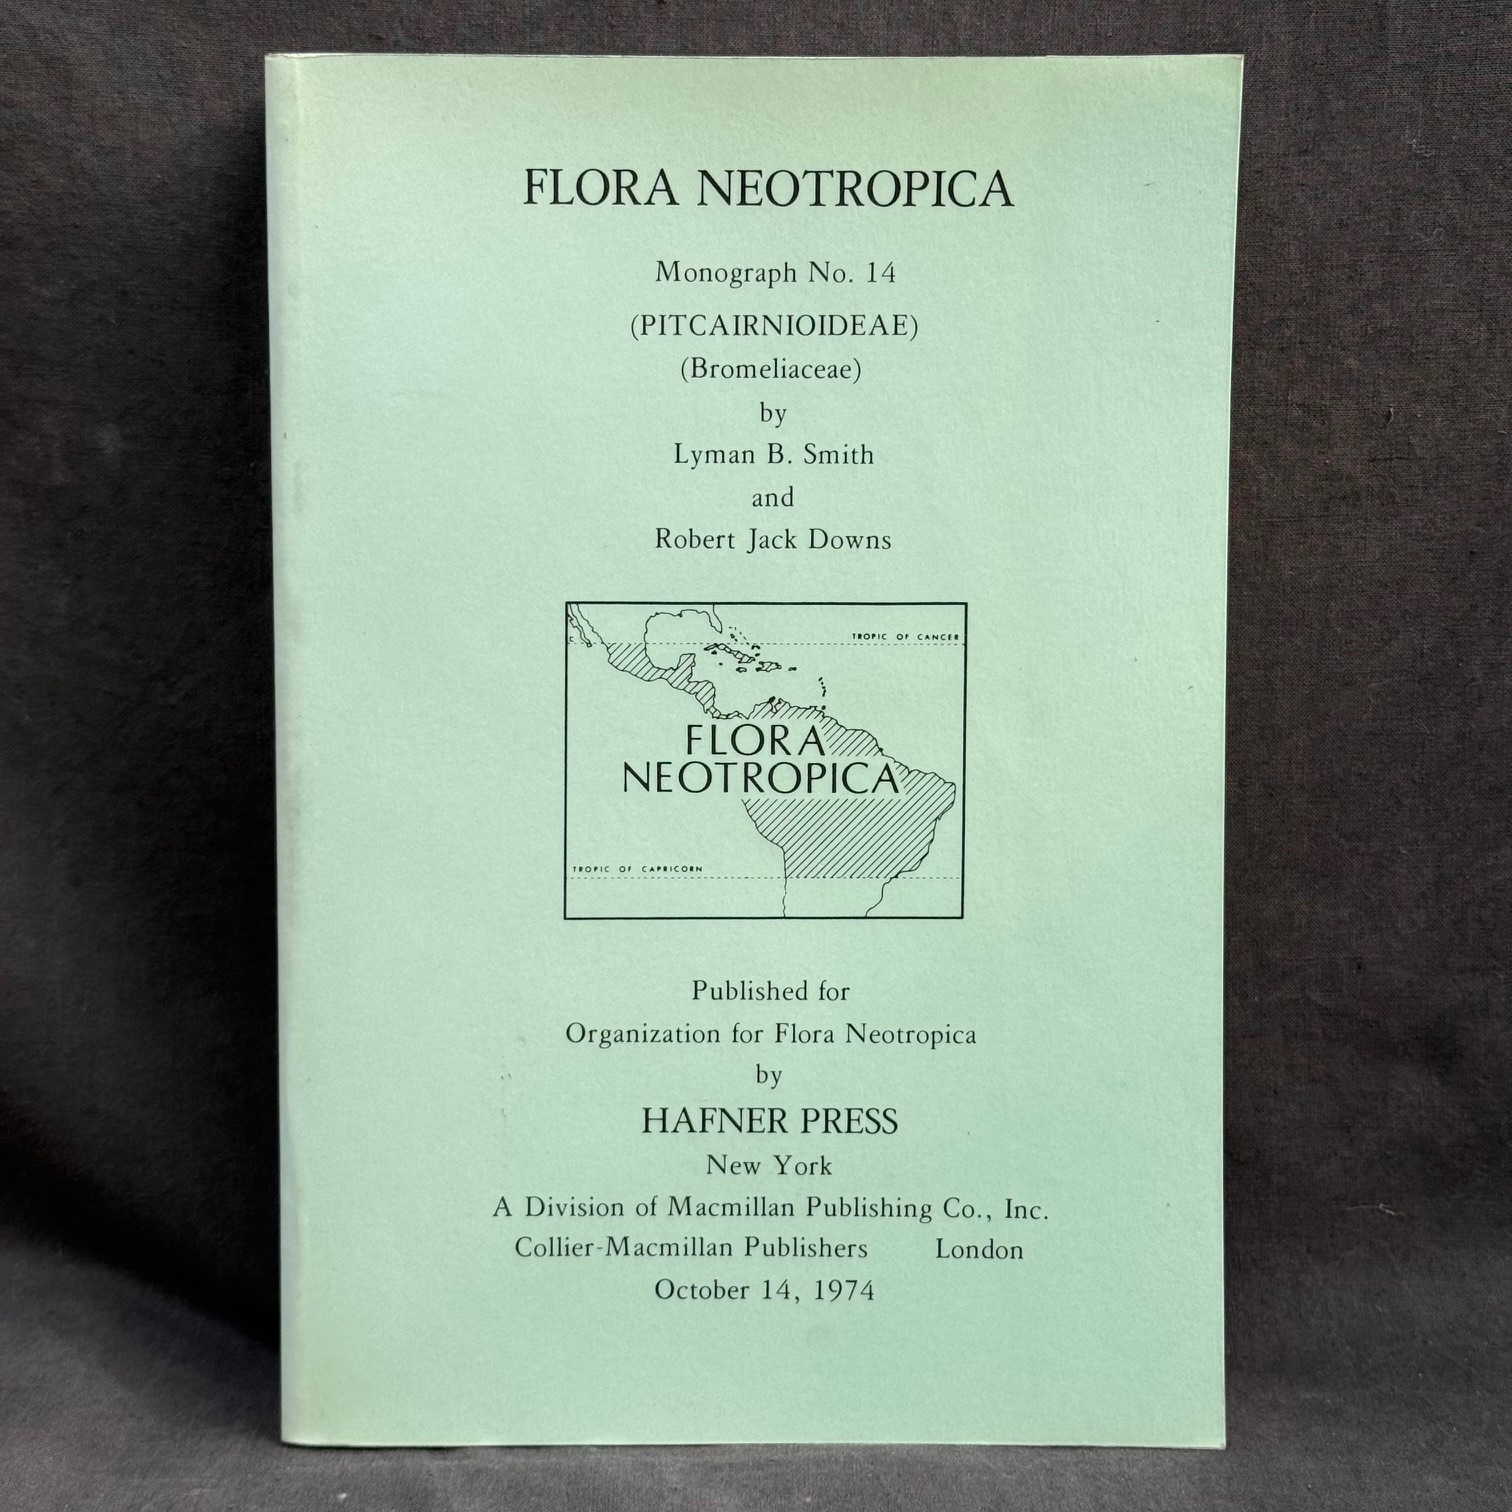 FLORA NEOTROPICA
Monograph No. 14
(PITCAIRNIOIDEAE)
(Bromeliaceae)
by
Lyman B. Smith
and
Robert Jack Downs
TROPIC OF CANCER
FLORA
NEOTROPICA
TROPIC OF CAPRICORN
Published for
Organization for Flora Neotropica
by
HAFNER PRESS
New York
A Division of Macmillan Publishing Co., Inc.
Collier-Macmillan Publishers London
October 14, 1974